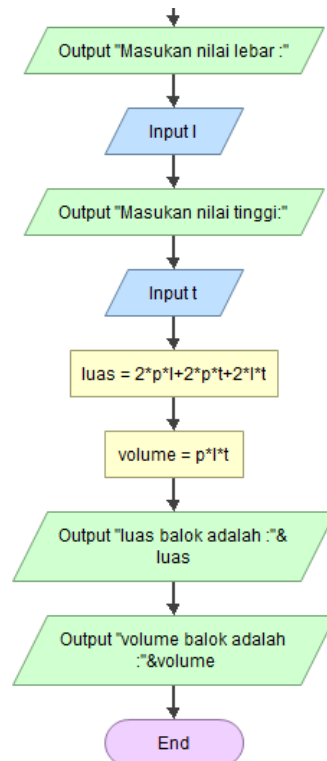 Output "Masukan nilai lebar :"
Input l
Output "Masukan nilai tinggi:"
Input t
luas = 2*p*l+2*p*t+2*l*t
volume = p*l*t
Output "luas balok adalah :"&
luas
Output "volume balok adalah
:"&volume
End